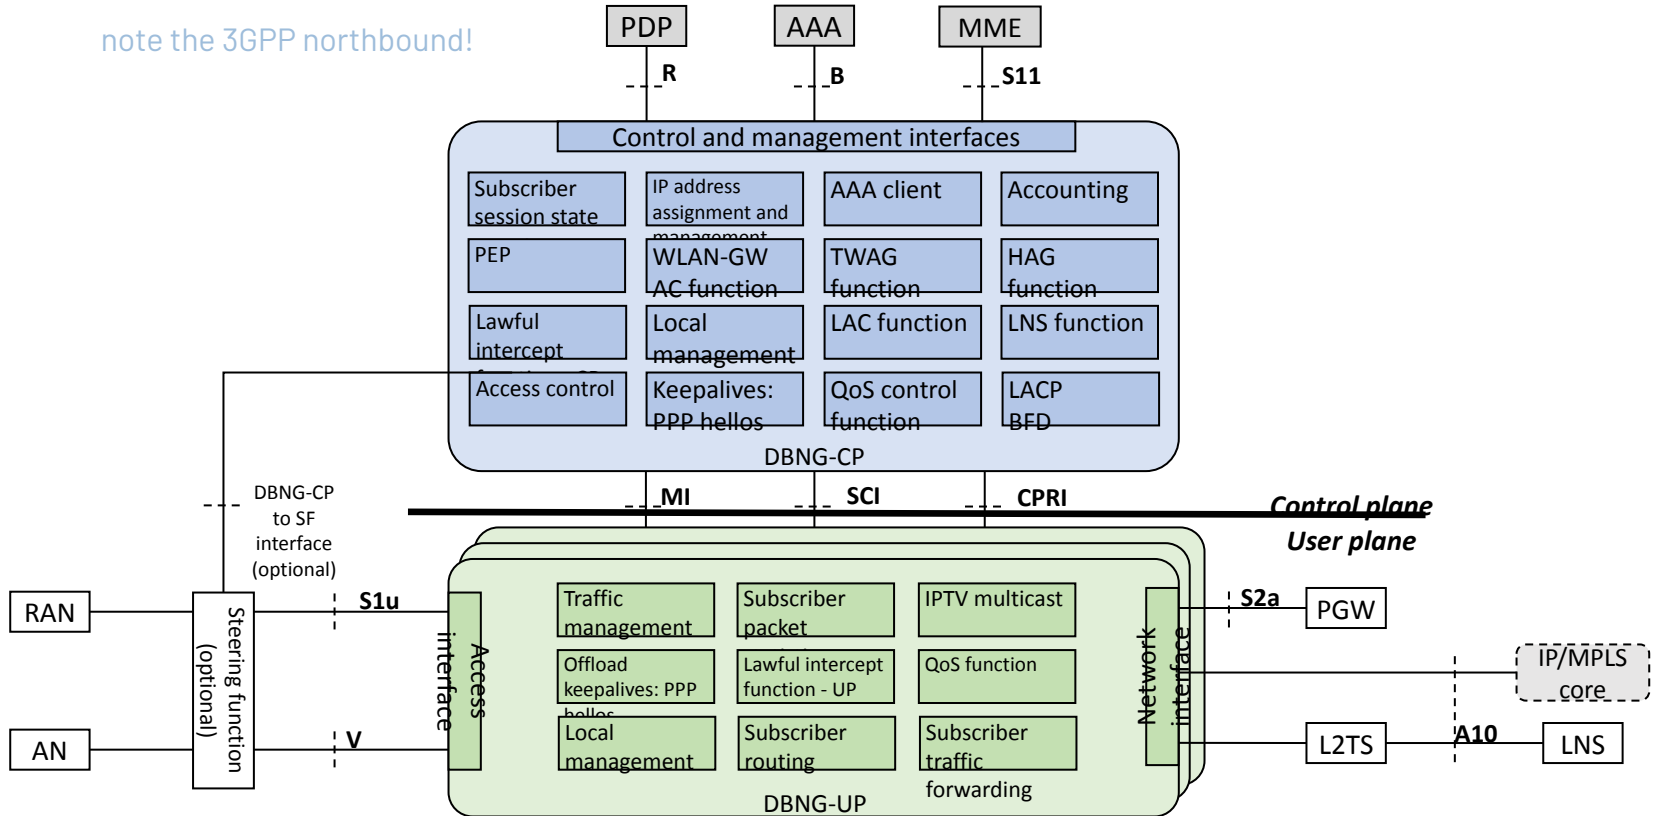 note the 3GPP northbound!
PDP
AAA
MME
R
B
S11
Control and management interfaces
Subscriber
session state
IP address
assignment and
management
AAA client
Accounting
PEP
WLAN-GW
AC function
TWAG
function
HAG
function
Lawful
intercept
Local
management
LAC function
LNS function
Access control
Keepalives:
PPP hellos
QoS control
function
LACP
BFD
DBNG-CP
DBNG-CP
to SF
interface
(optional)
MI
SCI
CPRI
Control plane
User plane
RAN
AN
Steering function
(optional)
S1u
V
Access
interface
Traffic
management
Subscriber
packet
IPTV multicast
Offload
keepalives: PPP
hellos
Lawful intercept
function - UP
QoS function
Local
management
Subscriber
routing
Subscriber
traffic
forwarding
DBNG-UP
Network
interface
S2a
PGW
IP/MPLS
core
L2TS
A10
LNS